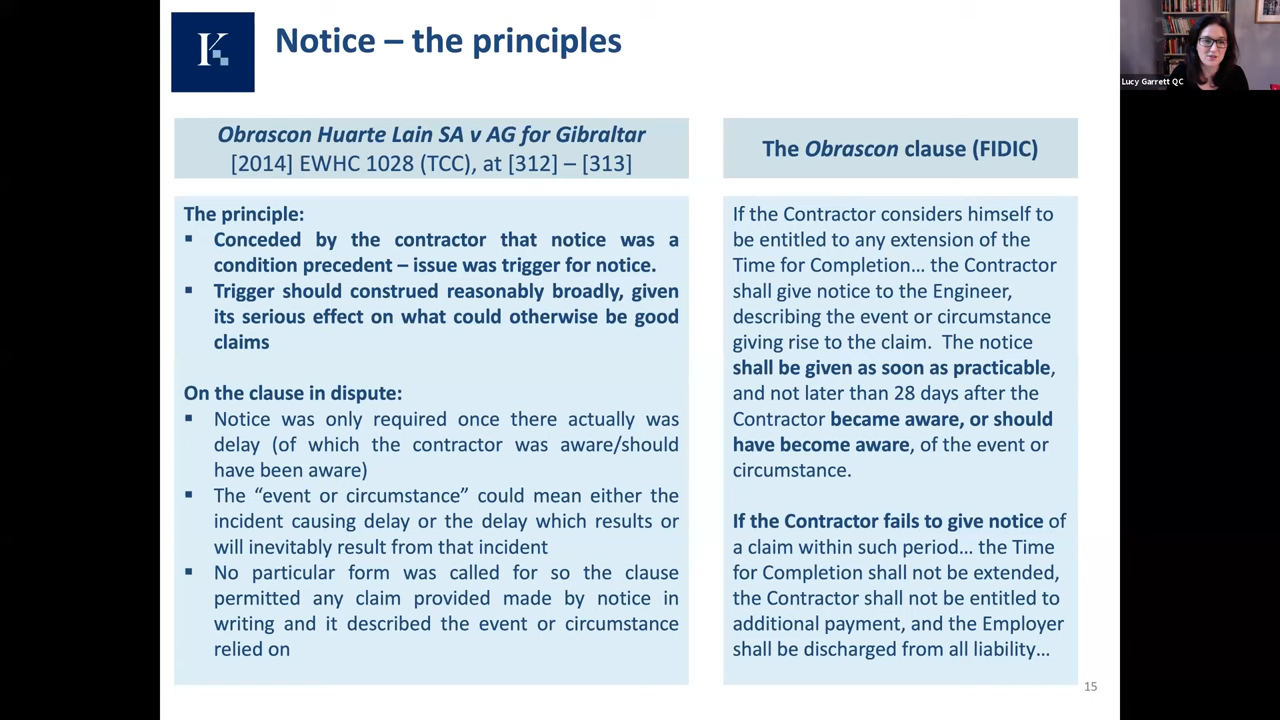 K
Notice – the principles
Lucy Garrett QC
Obrascon Huarte Lain SA v AG for Gibraltar
[2014] EWHC 1028 (TCC), at [312] – [313]
The Obrascon clause (FIDIC)
The principle:
▪ Conceded by the contractor that notice was a
condition precedent – issue was trigger for notice.
▪ Trigger should construed reasonably broadly, given
its serious effect on what could otherwise be good
claims
On the clause in dispute:
▪ Notice was only required once there actually was
delay (of which the contractor was aware/should
have been aware)
▪ The “event or circumstance” could mean either the
incident causing delay or the delay which results or
will inevitably result from that incident
▪ No particular form was called for so the clause
permitted any claim provided made by notice in
writing and it described the event or circumstance
relied on
If the Contractor considers himself to
be entitled to any extension of the
Time for Completion… the Contractor
shall give notice to the Engineer,
describing the event or circumstance
giving rise to the claim. The notice
shall be given as soon as practicable,
and not later than 28 days after the
Contractor became aware, or should
have become aware, of the event or
circumstance.
If the Contractor fails to give notice of
a claim within such period… the Time
for Completion shall not be extended,
the Contractor shall not be entitled to
additional payment, and the Employer
shall be discharged from all liability…
15